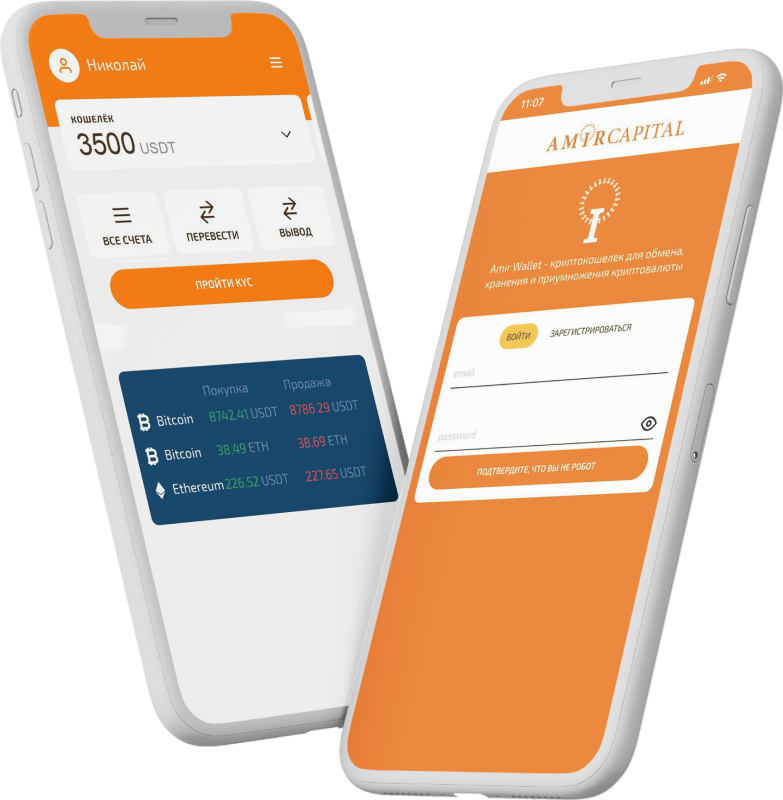 Николай
КОШЕЛЁК
3500 USDT
ВСЕ СЧЕТА
ПЕРЕВЕСТИ
ВЫВОД
ПРОЙТИ KYC
Покупка Продажа
Bitcoin 8742.41 USDT 8786.29 USDT
Bitcoin 38.49 ETH 38.69 ETH
Ethereum 226.52 USDT 227.65 USDT
11:07
AMIRCAPITAL
Amir Wallet - криптокошелек для обмена,
хранения и приумножения криптовалюты
ВОЙТИ ЗАРЕГИСТРИРОВАТЬСЯ
email
password
ПОДТВЕРДИТЕ, ЧТО ВЫ НЕ РОБОТ